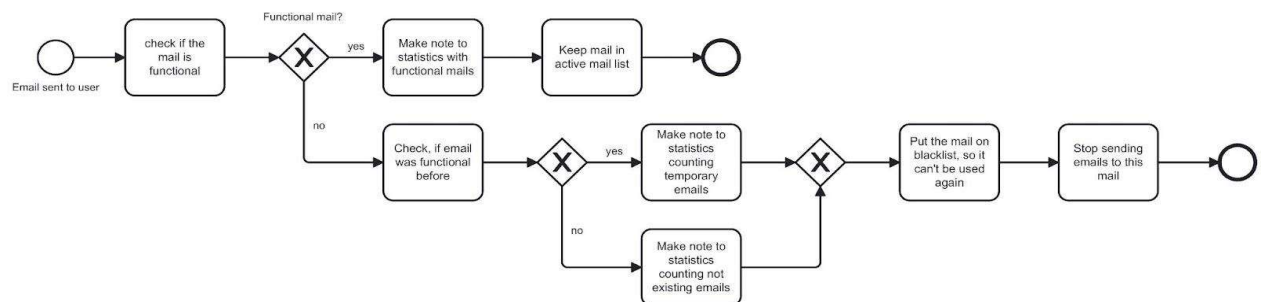 Functional mail?
Email sent to user
check if the
mail is
functional
yes
Make note to
statistics with
functional mails
Keep mail in
active mail list
no
Check, if email
was functional
before
yes
Make note to
statistics
counting
temporary
emails
no
Make note to
statistics
counting not
existing emails
Put the mail on
blacklist, so it
can't be used
again
Stop sending
emails to this
mail